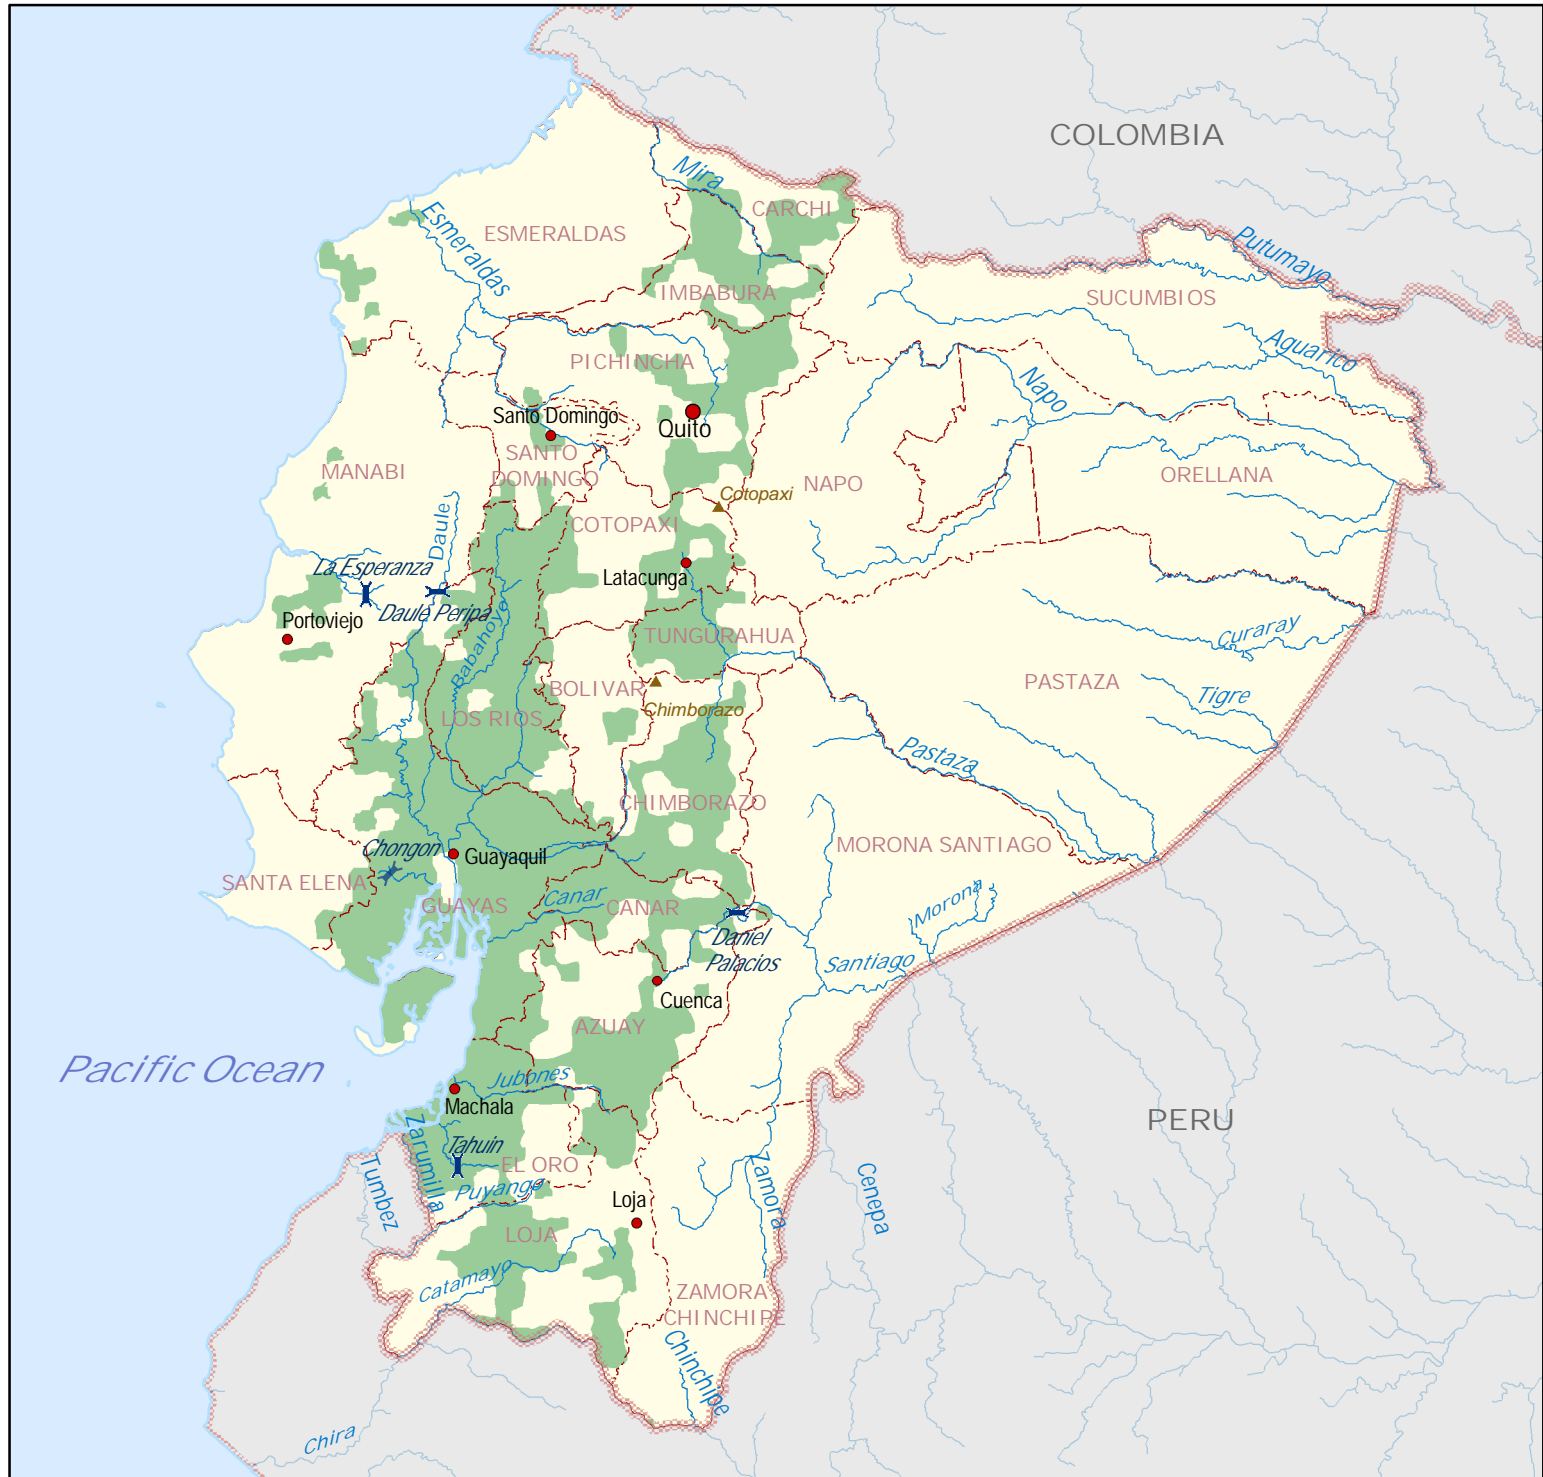 COLOMBIA
Mira
CARCHI
Esmeraldas
ESMERALDAS
Putumayo
IMBABURA
SUCUMBIOS
Aguarico
PICHINCHA
Napo
Santo Domingo
Quito
SANTO
DOMINGO
MANABI
NAPO
ORELLANA
Cotopaxi
COTOPAXI
Daule
La Esperanza
Latacunga
Daule Peripa
Portoviejo
Babahoyo
TUNGURAHUA
Curaray
BOLIVAR
PASTAZA
Tigre
Chimborazo
LOS RIOS
Pastaza
CHIMBORAZO
MORONA SANTIAGO
Chongon
Guayaquil
SANTA ELENA
GUAYAS
Canar
CANAR
Morona
Daniel
Palacios
Santiago
Cuenca
AZUAY
Pacific Ocean
Jubones
Machala
PERU
Zarumilla
Tahuin
EL ORO
Tumbez
Puyango
Zamora
Cenepa
Loja
LOJA
Catamayo
ZAMORA
CHINCHIPE
Chinchipe
Chira